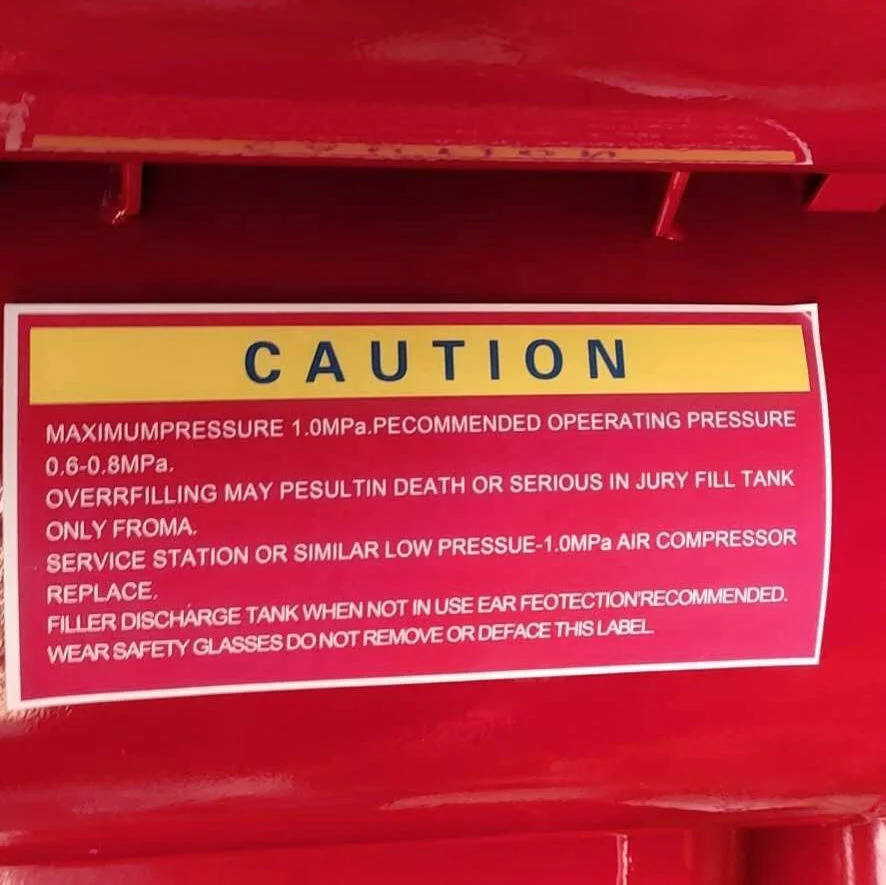 CAUTION
MAXIMUMPRESSURE 1.0MPa.PECOMMENDED OPEERATING PRESSURE
0.6-0.8MPa.
OVERRFILLING MAY PESULTIN DEATH OR SERIOUS IN JURY FILL TANK
ONLY FROMA.
SERVICE STATION OR SIMILAR LOW PRESSUE-1.0MPa AIR COMPRESSOR
REPLACE.
FILLER DISCHARGE TANK WHEN NOT IN USE EAR FEOTECTION'RECOMMENDED.
WEAR SAFETY GLASSES DO NOT REMOVE OR DEFACE THIS LABEL